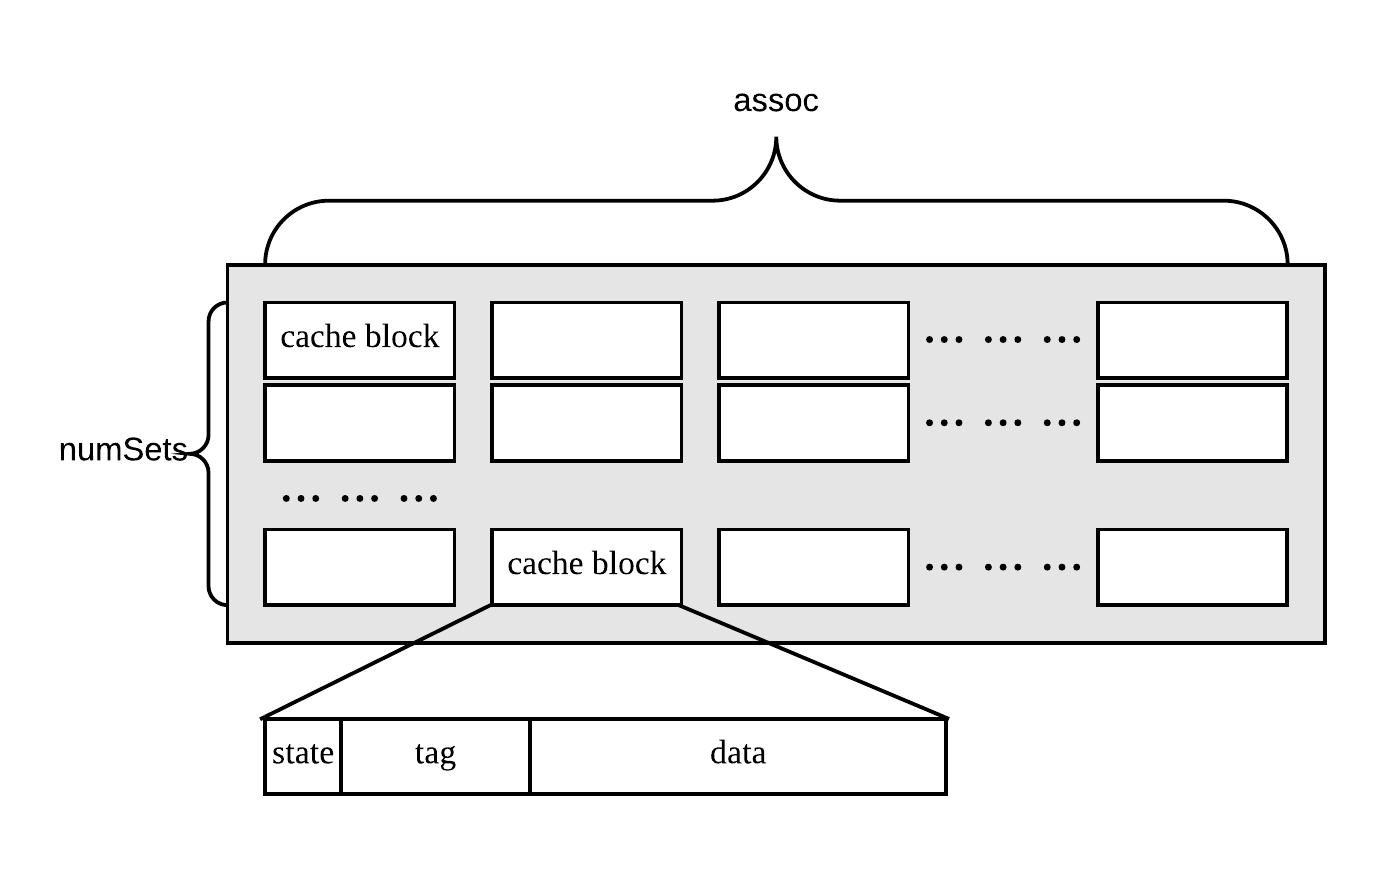 assoc
cache block
... ... ...
... ... ...
numSets
... ... ...
cache block
... ... ...
state tag data